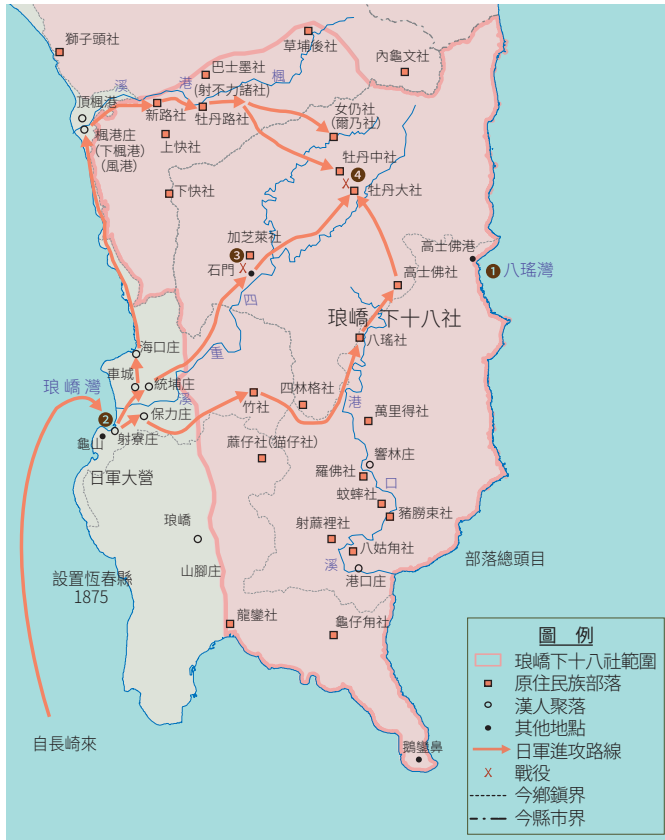 獅子頭社
草埔後社
內龜文社
巴士墨社
(射不力諸社)
溪
港
楓
頂楓港
新路社
牡丹路社
女仍社
(爾乃社)
楓港庄
(下楓港)
(風港)
上快社
牡丹中社
4
X
牡丹大社
下快社
加芝萊社
3
石門
X
高士佛港
1
八瑤灣
高士佛社
四
重
溪
琅嶠 下十八社
海口庄
八瑤社
車城
統埔庄
琅嶠灣
竹社
四林格社
港
2
射寮庄
保力庄
龜山
萬里得社
日軍大營
蔴仔社(貓仔社)
響林庄
羅佛社
口
蚊蟀社
琅嶠
射蔴裡社
豬勝束社
山腳庄
溪
八姑角社
港口庄
部落總頭目
設置恆春縣
1875
龍鑾社
龜仔角社
自長崎來
鵝鑾鼻
圖 例
琅嶠下十八社範圍
原住民族部落
漢人聚落
其他地點
日軍進攻路線
X
戰役
今鄉鎮界
今縣市界